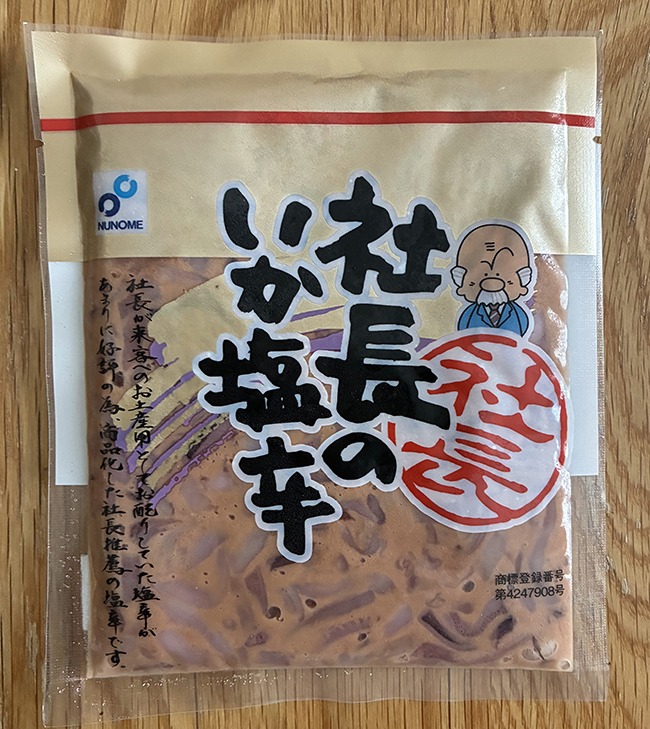 NUNOME
社長の
いか塩辛
社長
社長が来客へのお土産用としてお配りしていた塩辛が
あまりに好評の為、商品化した社長推薦の塩辛です。
商標登録番号
第4247908号